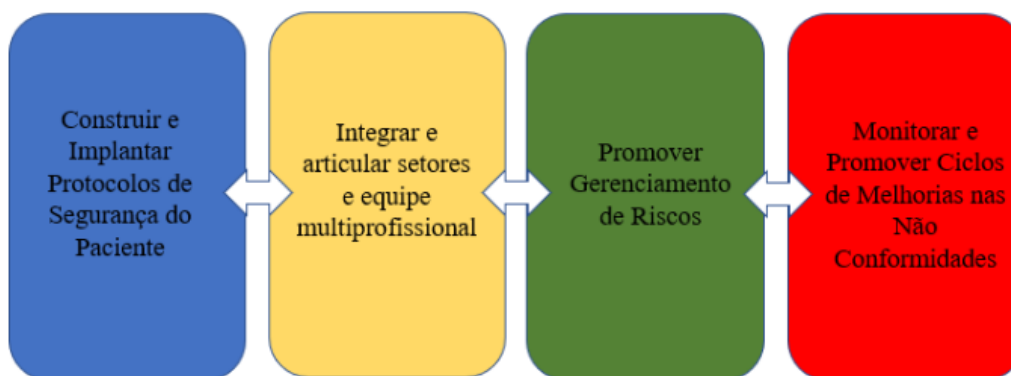 Construir e
Implantar
Protocolos de
Segurança do
Paciente
Integrar e
articular setores
e equipe
multiprofissional
Promover
Gerenciamento
de Riscos
Monitorar e
Promover Ciclos
de Melhorias nas
Não
Conformidades